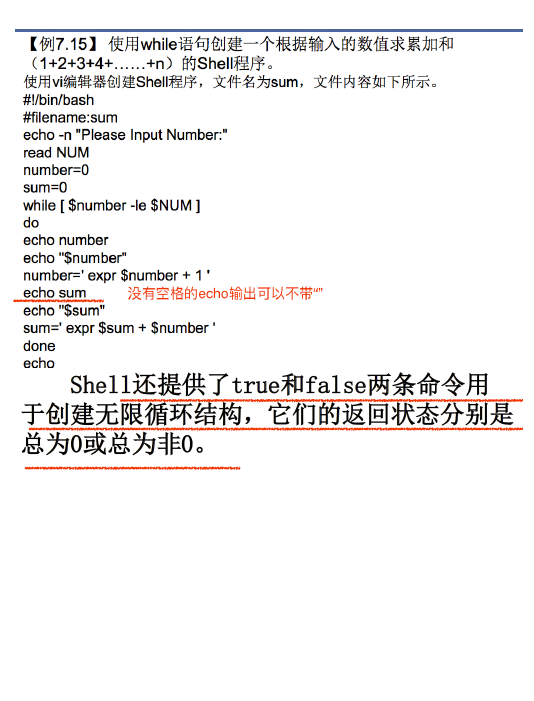 【例7.15】 使用while语句创建一个根据输入的数值求累加和
（1+2+3+4+……+n）的Shell程序。
使用vi编辑器创建Shell程序，文件名为sum，文件内容如下所示。
#!/bin/bash
#filename:sum
echo -n "Please Input Number:"
read NUM
number=0
sum=0
while [ $number -le $NUM ]
do
echo number
echo "$number"
number=' expr $number + 1 '
echo sum 没有空格的echo输出可以不带“”
echo "$sum"
sum=' expr $sum + $number '
done
echo
Shell还提供了true和false两条命令用
于创建无限循环结构，它们的返回状态分别是
总为0或总为非0。